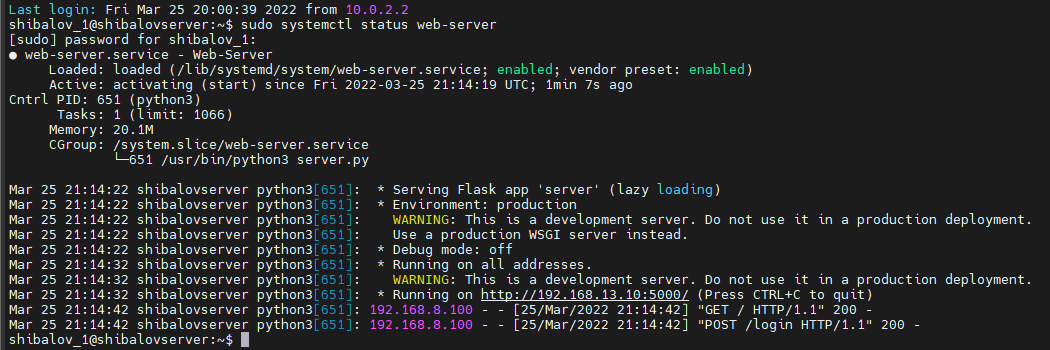 Last login: Fri Mar 25 20:00:39 2022 from 10.0.2.2
shibalov_1@shibalovserver:~$ sudo systemctl status web-server
[sudo] password for shibalov_1:
● web-server.service - Web-Server
Loaded: loaded (/lib/systemd/system/web-server.service; enabled; vendor preset: enabled)
Active: activating (start) since Fri 2022-03-25 21:14:19 UTC; 1min 7s ago
Cntrl PID: 651 (python3)
Tasks: 1 (limit: 1066)
Memory: 20.1M
CGroup: /system.slice/web-server.service
└─651 /usr/bin/python3 server.py
Mar 25 21:14:22 shibalovserver python3[651]:  * Serving Flask app 'server' (lazy loading)
Mar 25 21:14:22 shibalovserver python3[651]:  * Environment: production
Mar 25 21:14:22 shibalovserver python3[651]:    WARNING: This is a development server. Do not use it in a production deployment.
Mar 25 21:14:22 shibalovserver python3[651]:    Use a production WSGI server instead.
Mar 25 21:14:22 shibalovserver python3[651]:  * Debug mode: off
Mar 25 21:14:32 shibalovserver python3[651]:  * Running on all addresses.
Mar 25 21:14:32 shibalovserver python3[651]:    WARNING: This is a development server. Do not use it in a production deployment.
Mar 25 21:14:32 shibalovserver python3[651]:  * Running on http://192.168.13.10:5000/ (Press CTRL+C to quit)
Mar 25 21:14:42 shibalovserver python3[651]: 192.168.8.100 - - [25/Mar/2022 21:14:42] "GET / HTTP/1.1" 200 -
Mar 25 21:14:42 shibalovserver python3[651]: 192.168.8.100 - - [25/Mar/2022 21:14:42] "POST /login HTTP/1.1" 200 -
shibalov_1@shibalovserver:~$